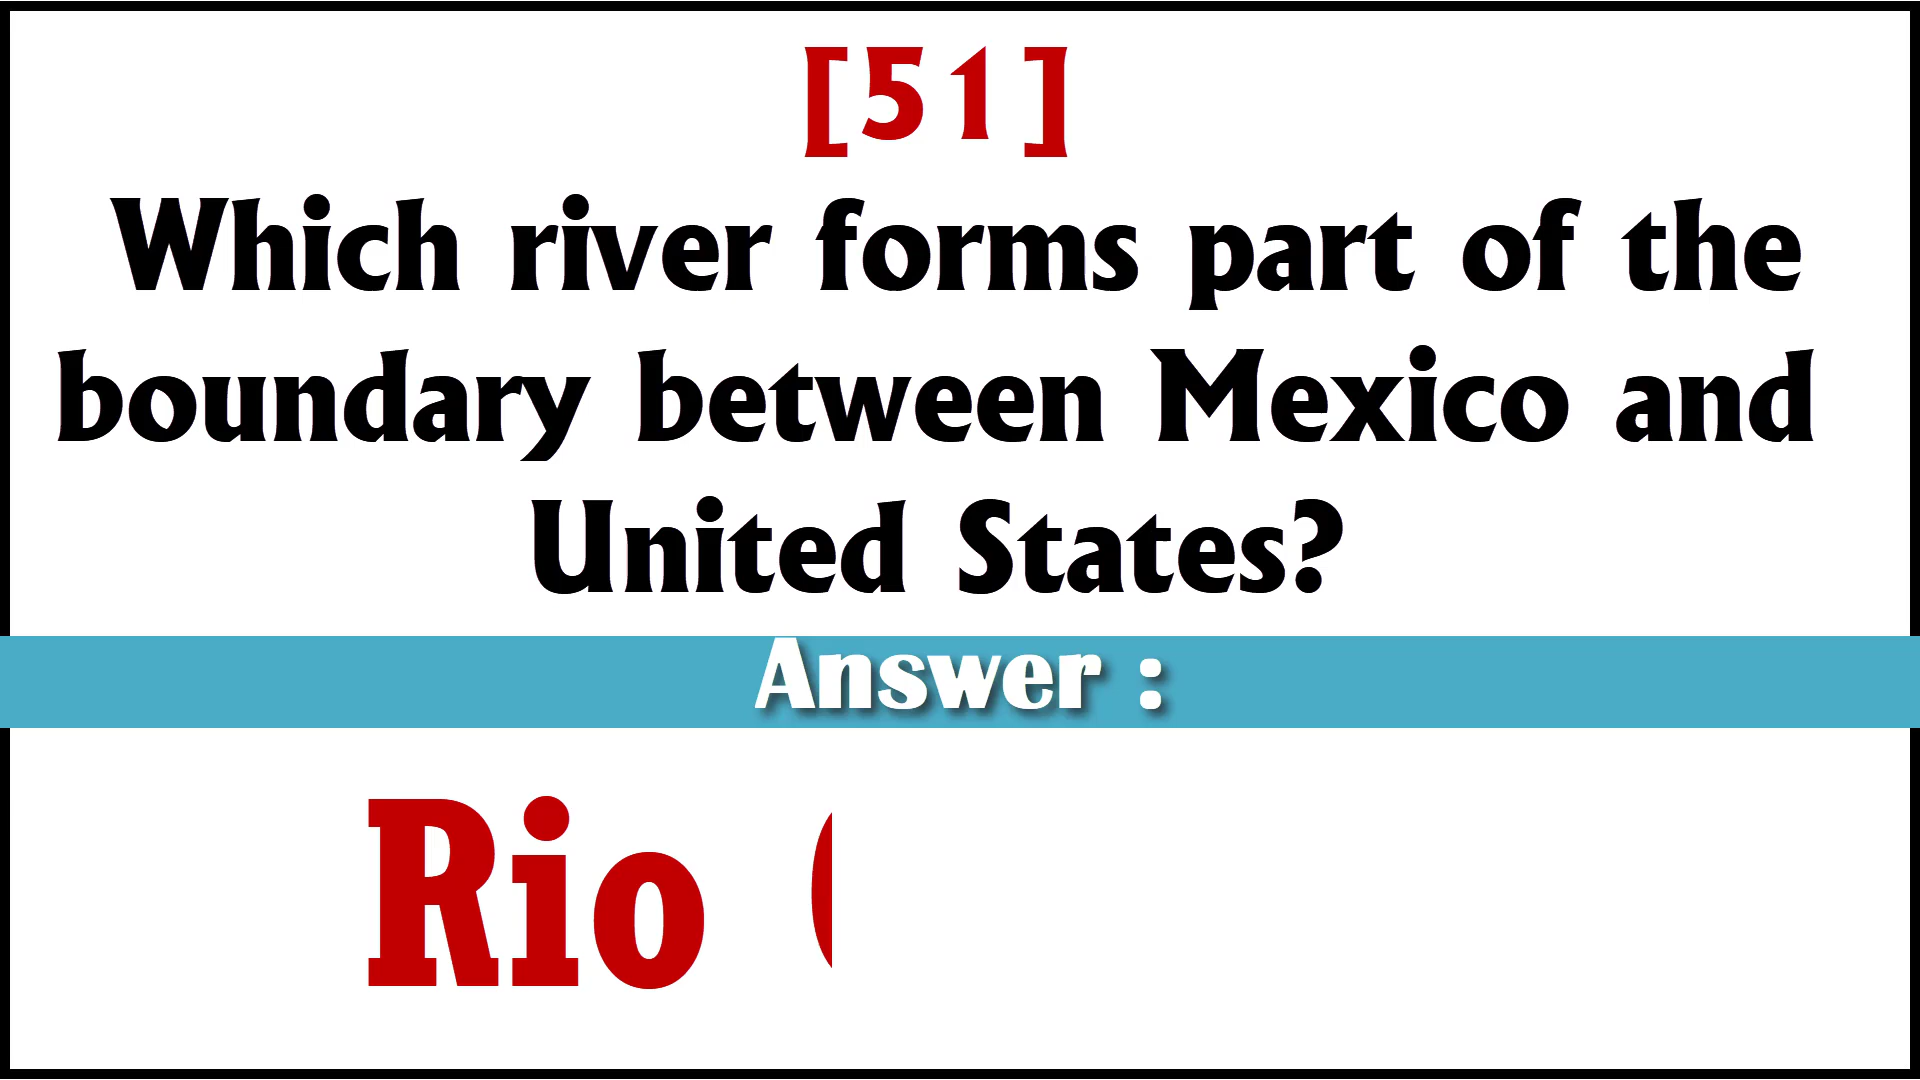 [51]
Which river forms part of the
boundary between Mexico and
United States?
Answer :
Rio